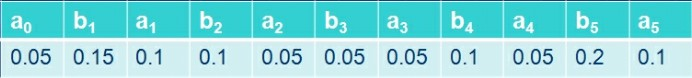 a₀ b₁ a₁ b₂ a₂ b₃ a₃ b₄ a₄ b₅ a₅
0.05 0.15 0.1 0.1 0.05 0.05 0.05 0.1 0.05 0.2 0.1